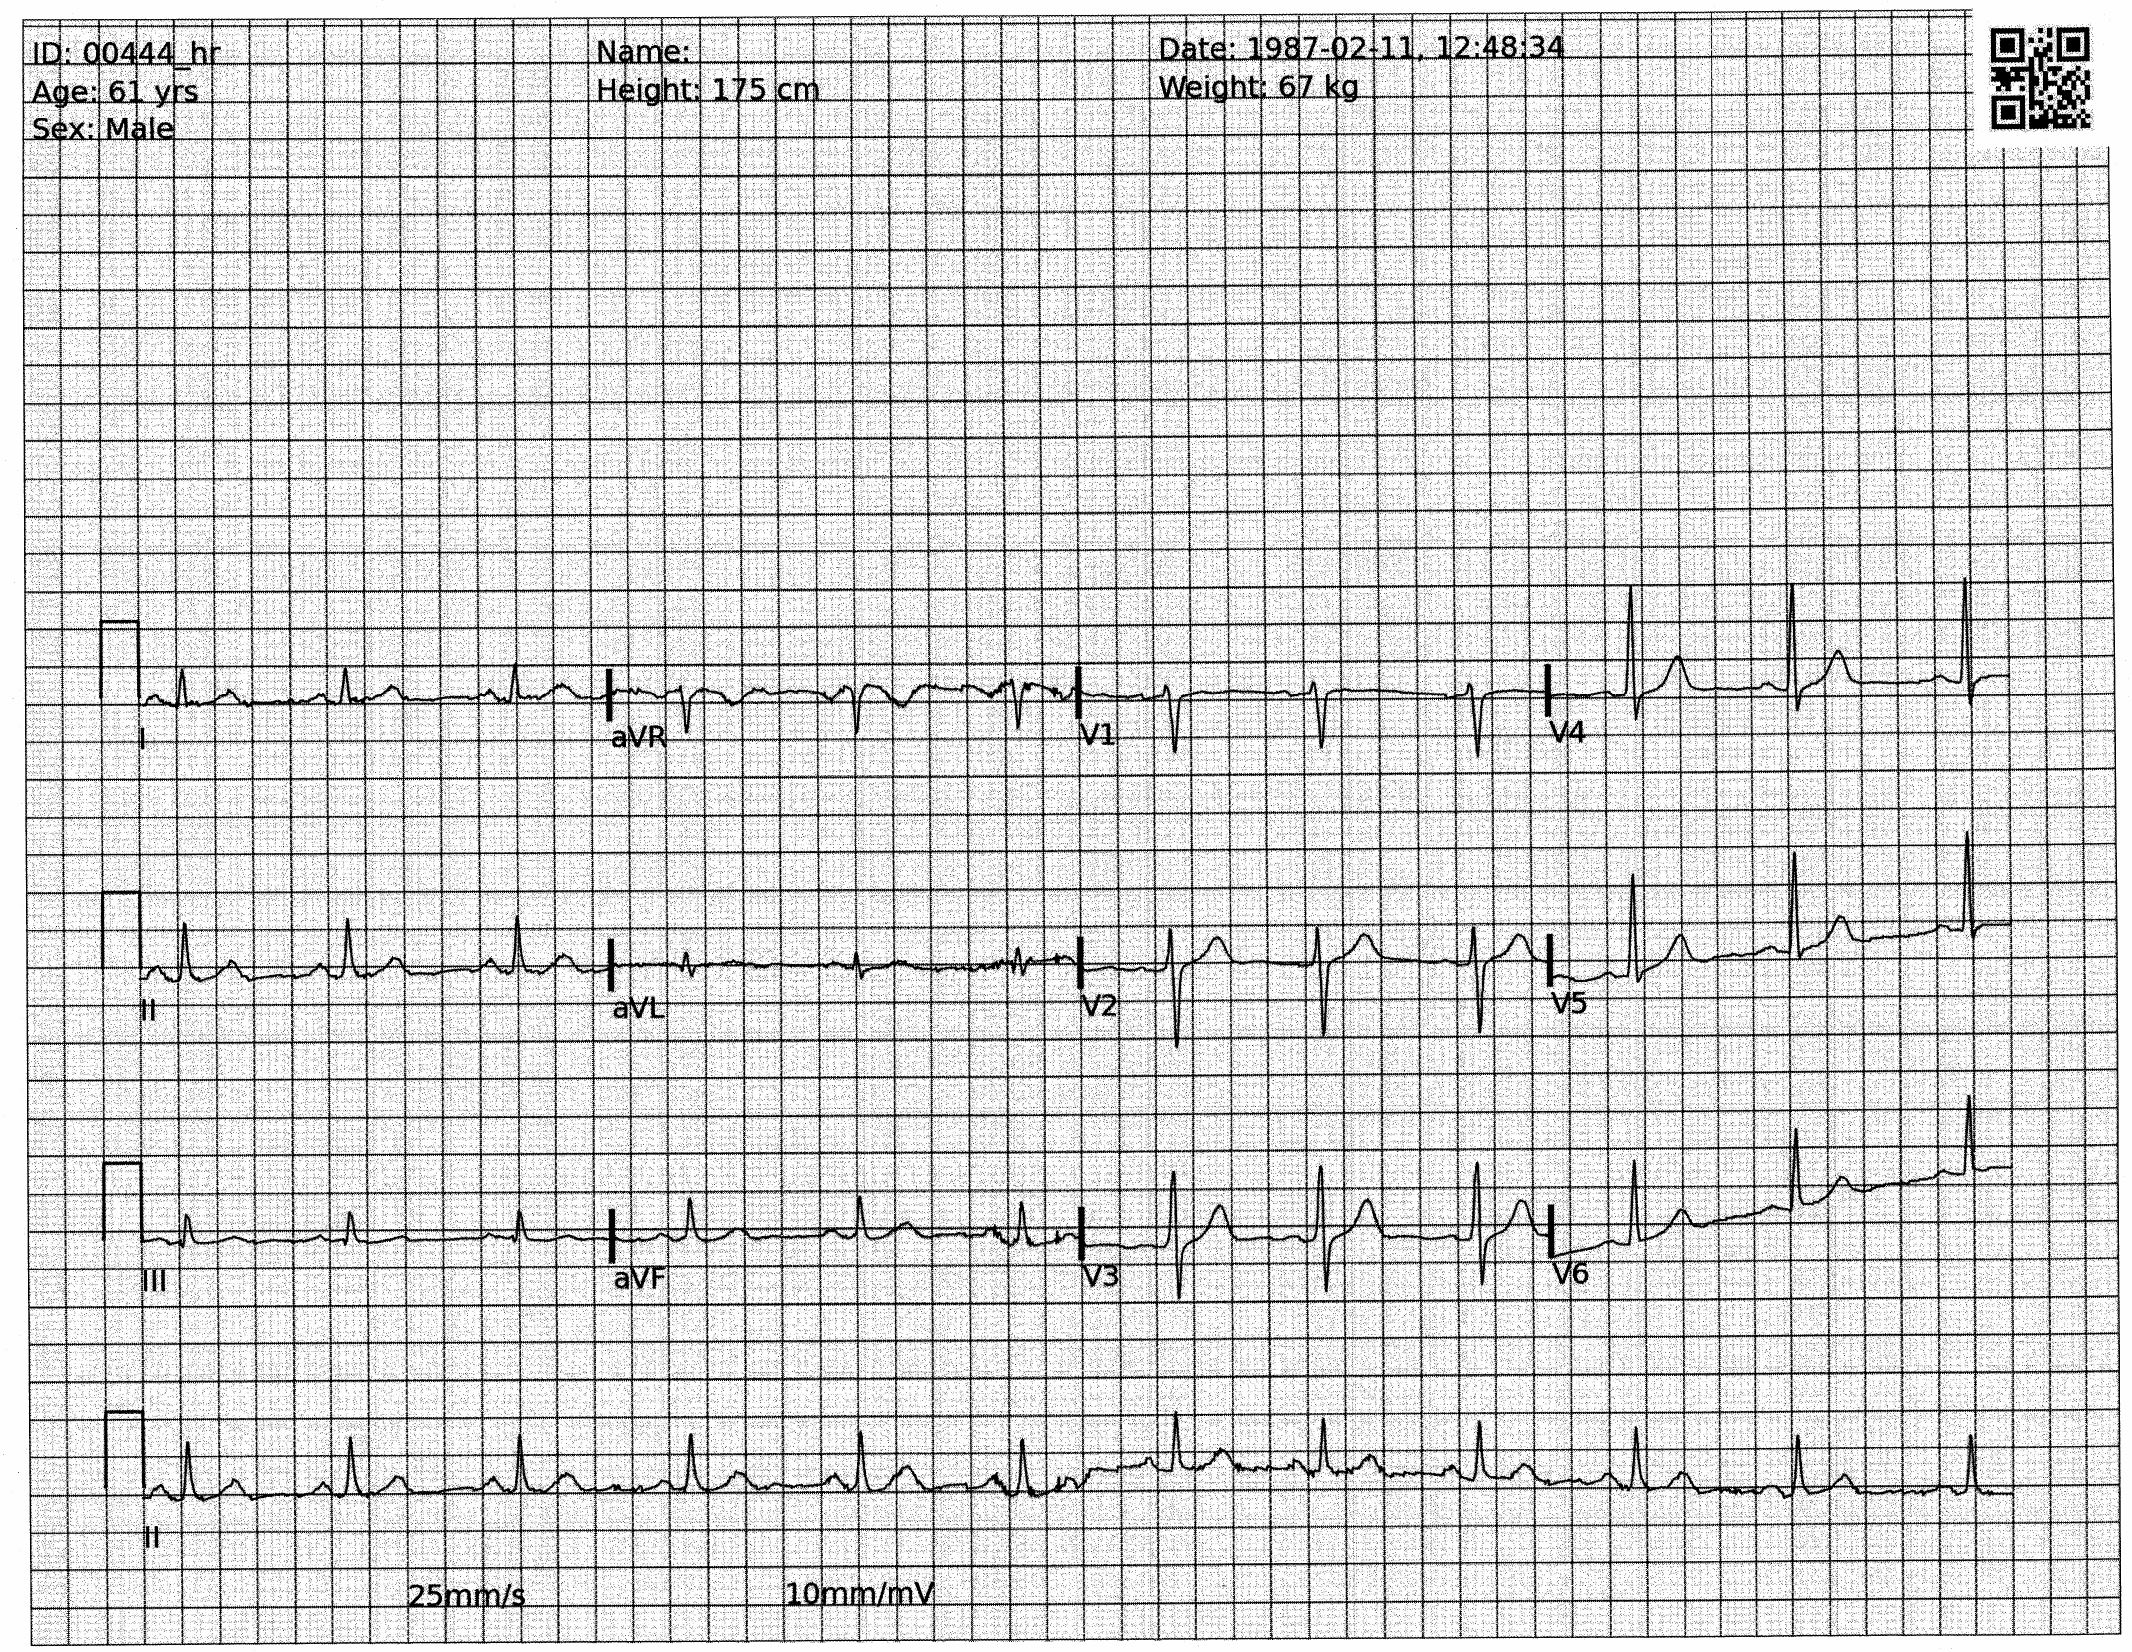 ID: 00444_hr
Name:
Date: 1987-02-11, 12:48:34
Age: 61 yrs
Height: 175 cm
Weight: 67 kg
Sex: Male
I
aVR
V1
V4
II
aVL
V2
V5
III
aVF
V3
V6
II
25mm/s
10mm/mV